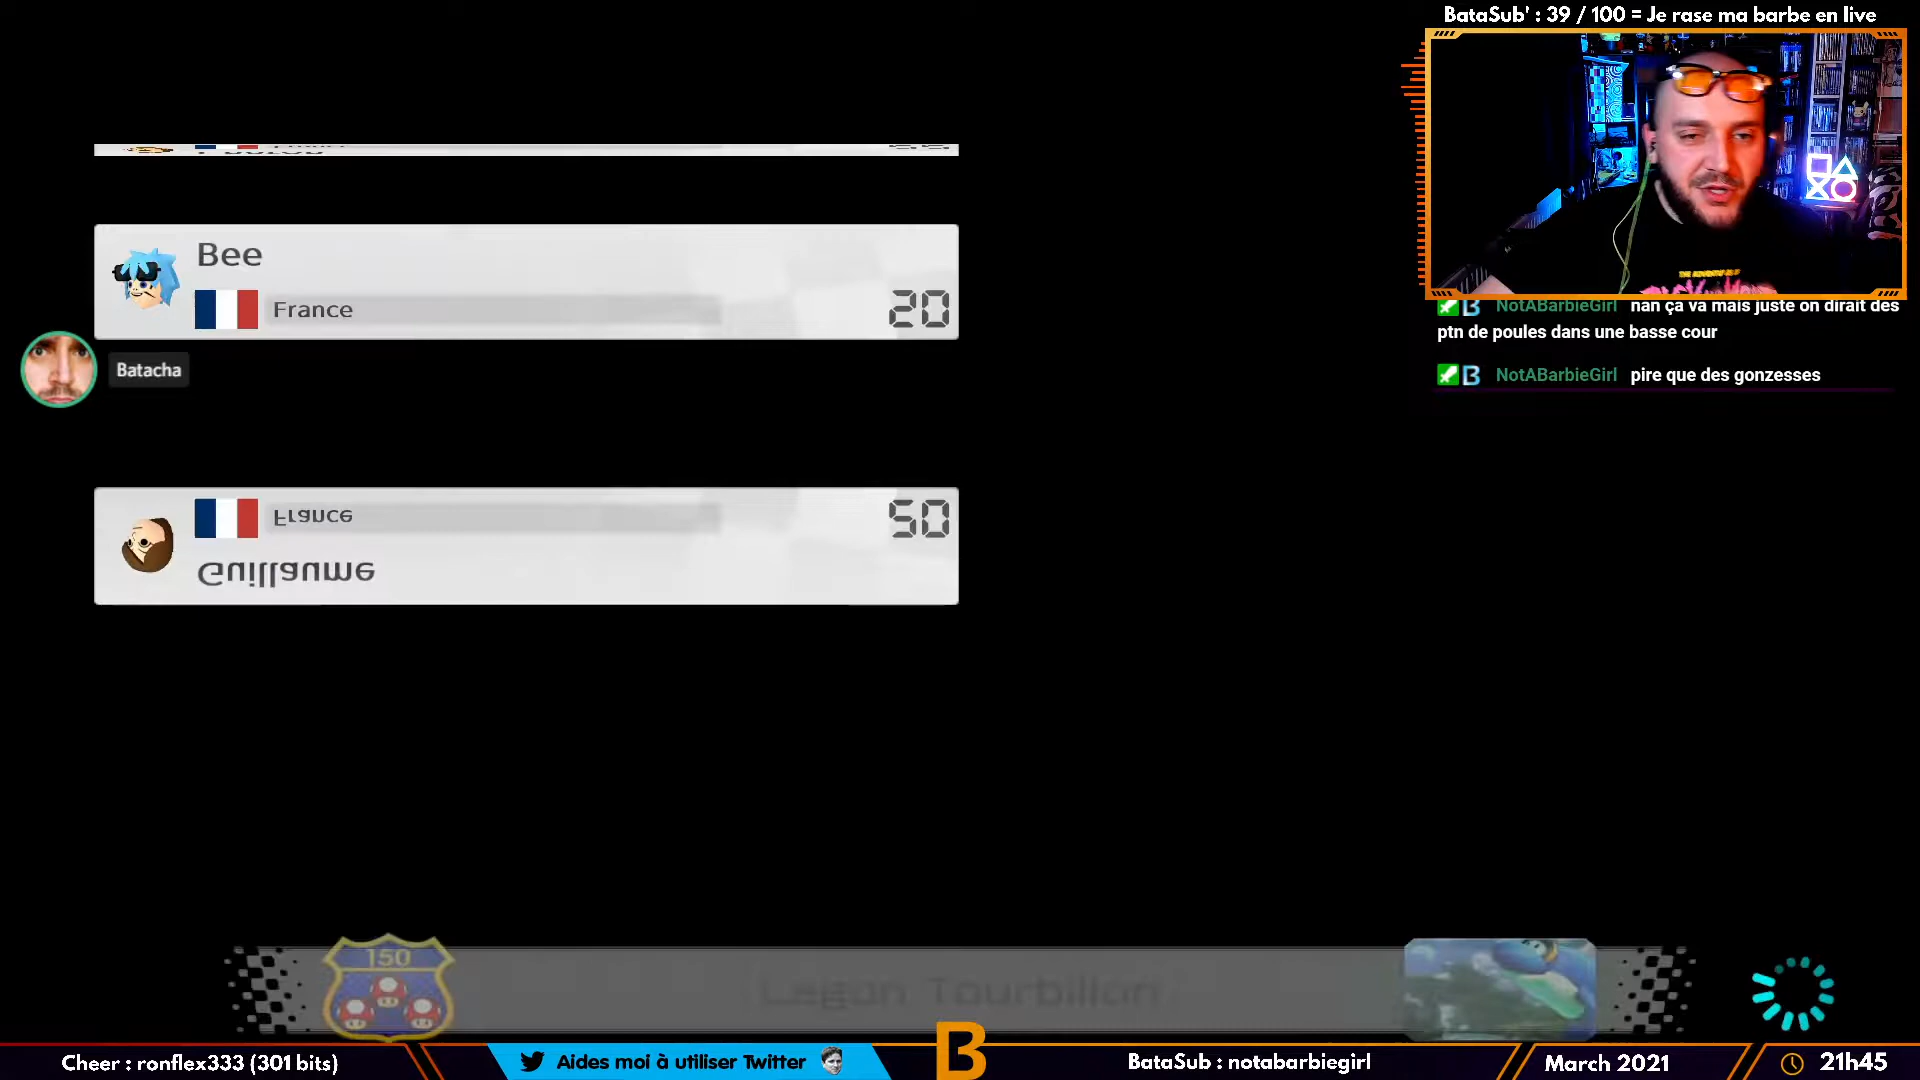 BataSub' : 39 / 100 = Je rase ma barbe en live
Bee
France
20
Batacha
NotABarbieGirl nan ça va mais juste on dirait des
ptn de poules dans une basse cour
NotABarbieGirl pire que des gonzesses
France
50
Guillaume
150
Lagon Tourbillon
B
Cheer : ronflex333 (301 bits)
Aides moi à utiliser Twitter
BataSub : notabarbiegirl
March 2021
21h45